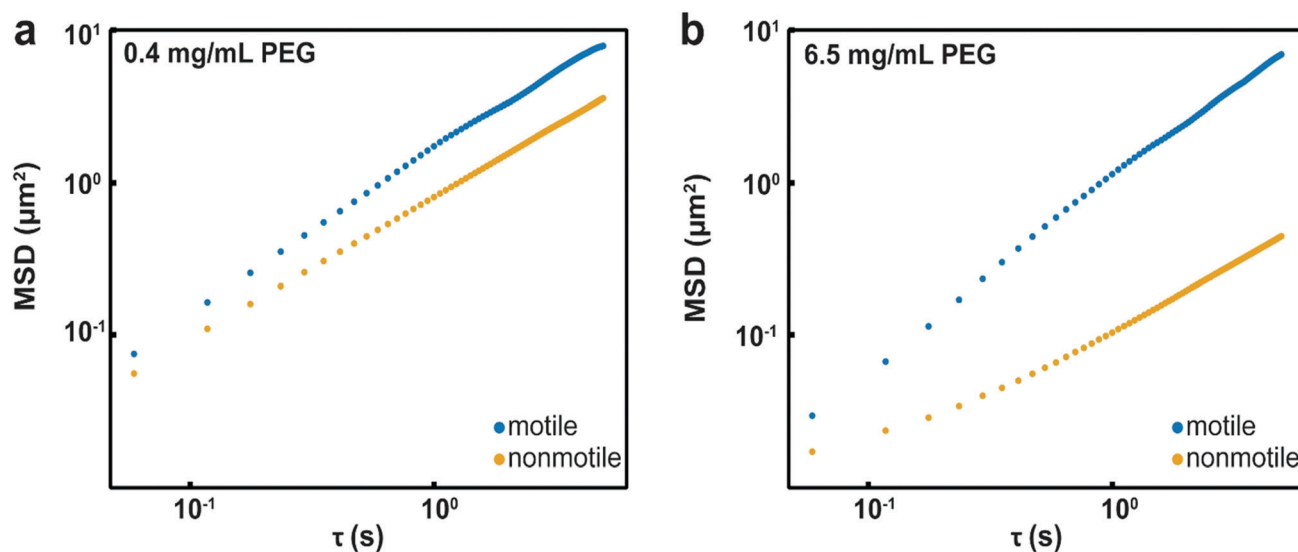 a
0.4 mg/mL PEG
10¹
10⁰
10⁻¹
MSD (μm²)
motile
nonmotile
10⁻¹
10⁰
τ (s)
b
6.5 mg/mL PEG
10¹
10⁰
10⁻¹
MSD (μm²)
motile
nonmotile
10⁻¹
10⁰
τ (s)